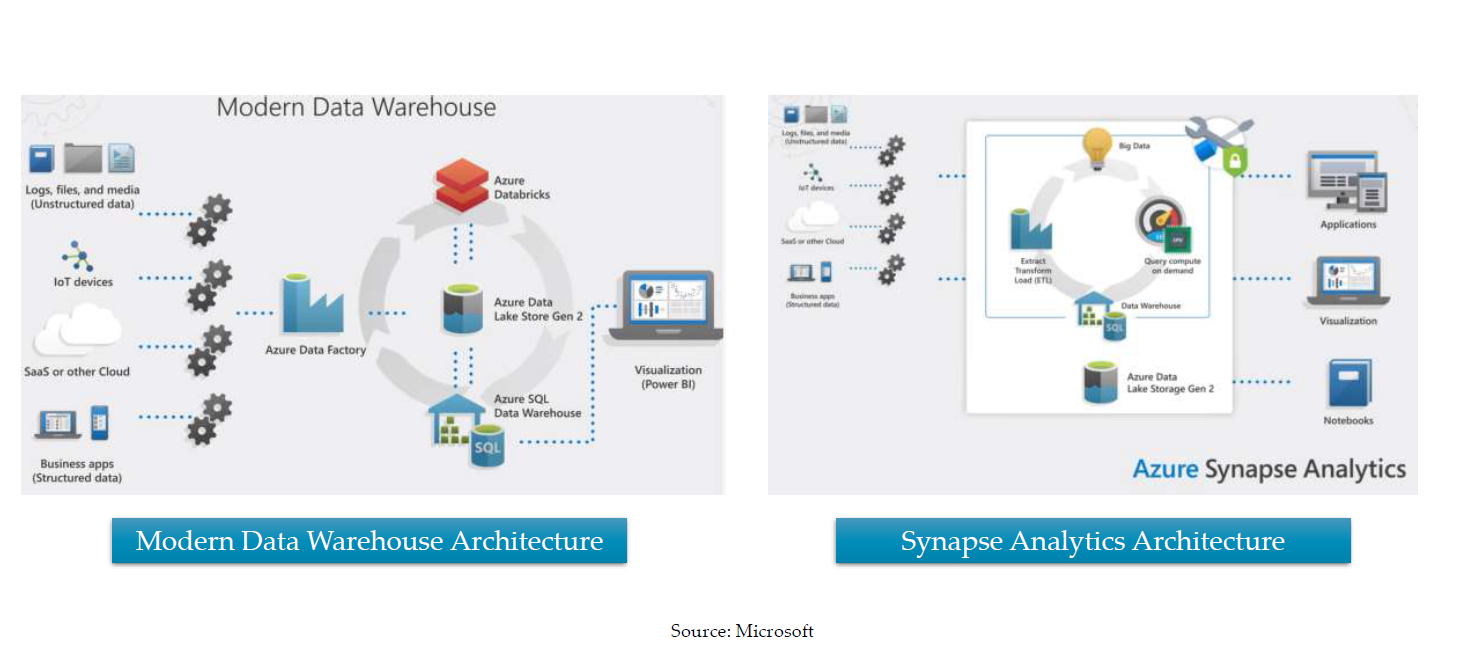 Modern Data Warehouse
Logs, files, and media
(Unstructured data)
IoT devices
SaaS or other Cloud
Business apps
(Structured data)
Azure Data Factory
Azure
Databricks
Azure Data
Lake Store Gen 2
Azure SQL
Data Warehouse
SQL
Visualization
(Power BI)
Modern Data Warehouse Architecture
Logs, files, and media
(Unstructured data)
IoT devices
SaaS or other Cloud
Business apps
(Structured data)
Big Data
Extract
Transform
Load (ETL)
Query compute
on demand
Data Warehouse
SQL
Azure Data
Lake Storage Gen 2
Applications
Visualization
Notebooks
Azure Synapse Analytics
Synapse Analytics Architecture
Source: Microsoft